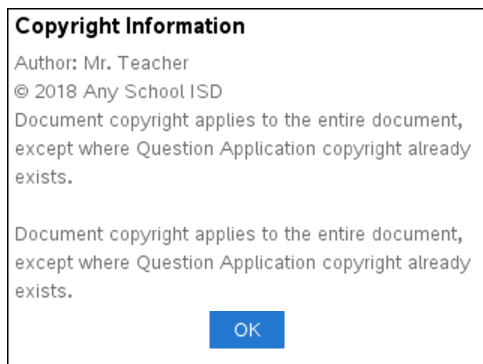 Copyright Information
Author: Mr. Teacher
© 2018 Any School ISD
Document copyright applies to the entire document,
except where Question Application copyright already
exists.
Document copyright applies to the entire document,
except where Question Application copyright already
exists.
OK